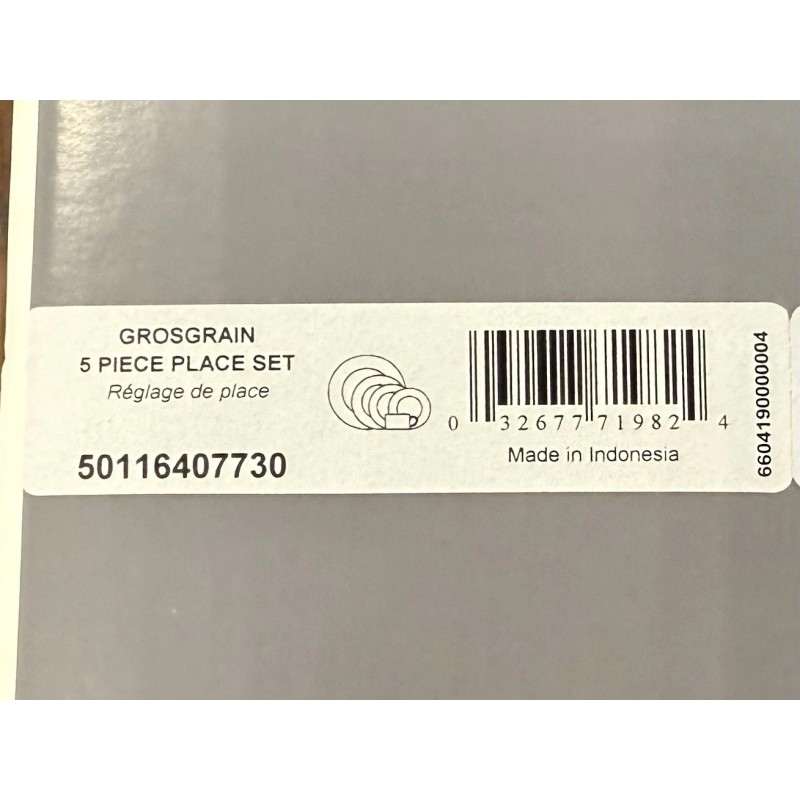 GROSGRAIN
5 PIECE PLACE SET
Réglage de place
50116407730
0 32677 71982 4
Made in Indonesia
6604190000004